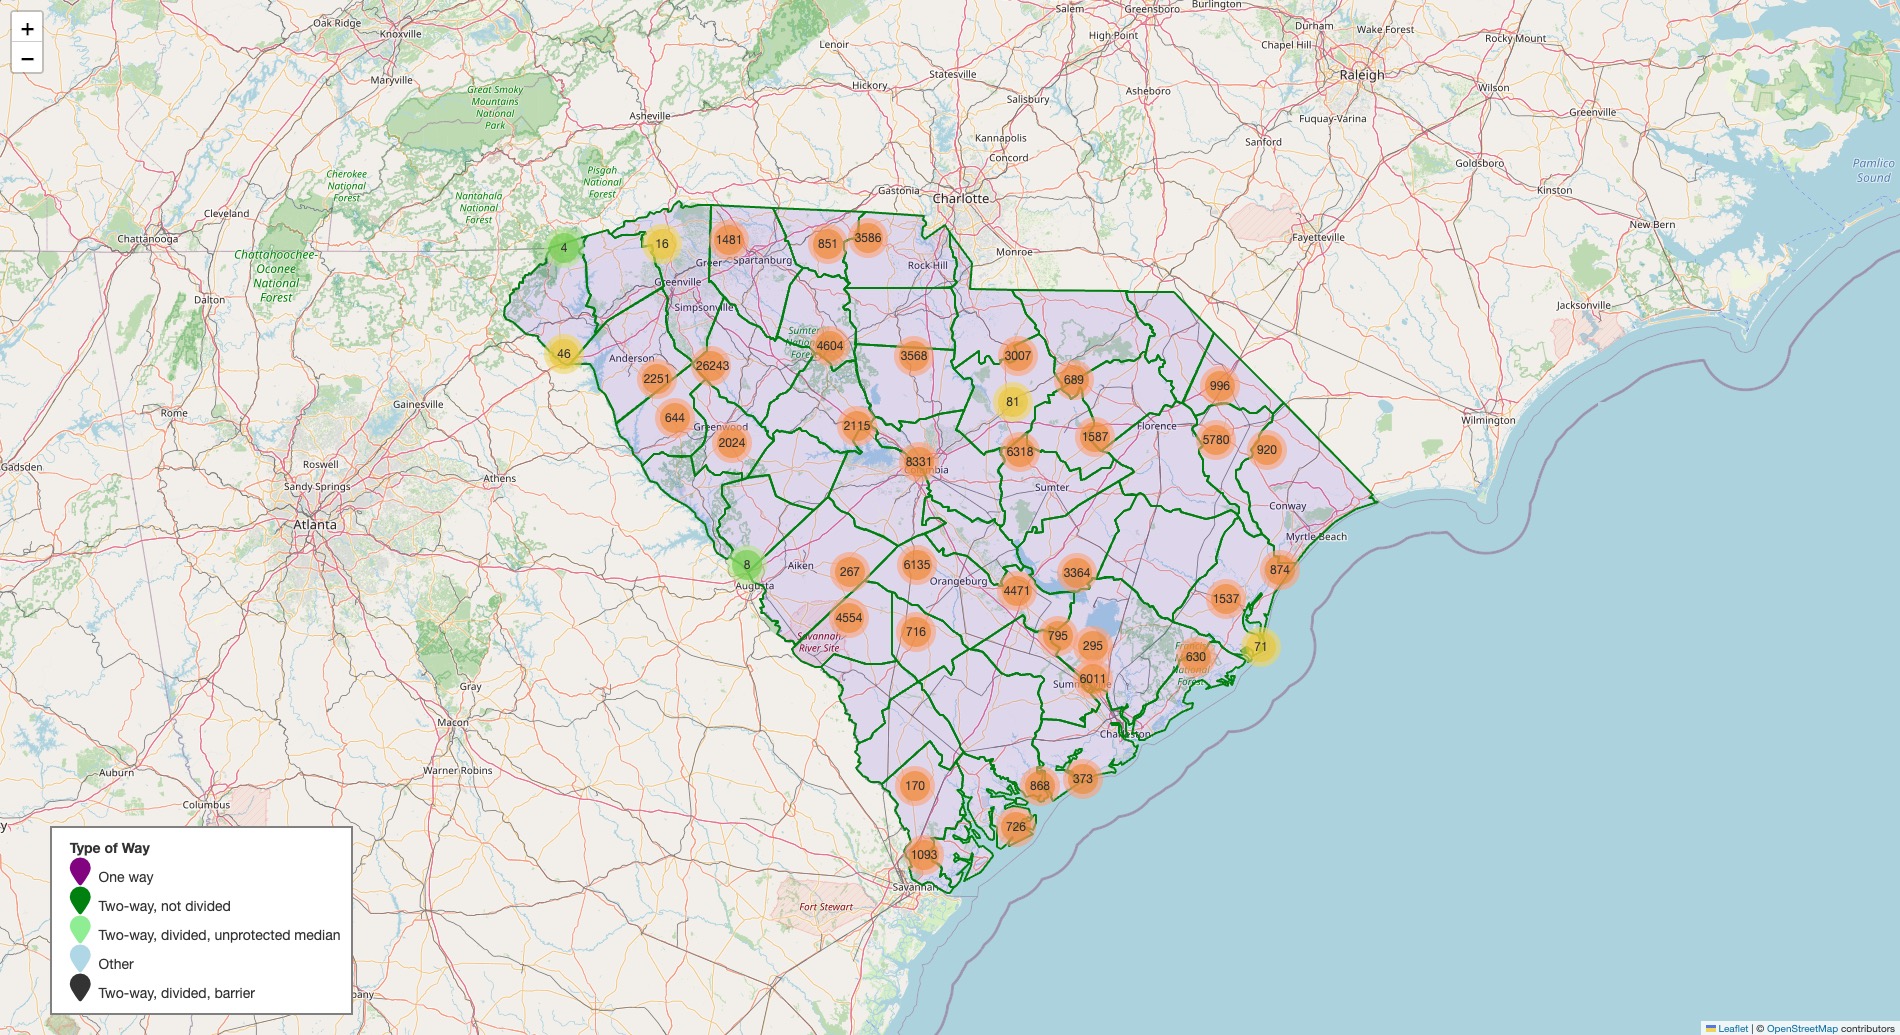 +
−
Oak Ridge
Knoxville
Maryville
Great Smoky
Mountains
National
Park
Asheville
Lenoir
Hickory
Statesville
Salisbury
Kannapolis
Concord
Salem
Greensboro
Burlington
High Point
Asheboro
Durham
Chapel Hill
Wake Forest
Raleigh
Fuquay-Varina
Sanford
Rocky Mount
Wilson
Greenville
Goldsboro
Kinston
New Bern
Pamlico
Sound
Jacksonville
Fayetteville
Wilmington
Cherokee
National
Forest
Nantahala
National
Forest
Pisgah
National
Forest
Cleveland
Chattanooga
Chattahoochee-
Oconee
National
Forest
Dalton
Rome
Gadsden
Gainesville
Roswell
Sandy Springs
Athens
Atlanta
Gastonia
Charlotte
Monroe
Rock Hill
4
16
1481
851
3586
Greer
Spartanburg
Greenville
Simpsonville
46
Anderson
2251
26243
4604
3568
3007
689
996
81
644
Greenwood
2024
2115
8331
6318
1587
Florence
5780
920
Sumter
Conway
Myrtle Beach
8
Augusta
Aiken
267
6135
Orangeburg
4471
3364
874
1537
4554
Savannah
River Site
716
795
295
6011
630
71
Charleston
170
868
373
726
1093
Savannah
Fort Stewart
Gray
Macon
Warner Robins
Auburn
Columbus
Type of Way
One way
Two-way, not divided
Two-way, divided, unprotected median
Other
Two-way, divided, barrier
Leaflet | © OpenStreetMap contributors